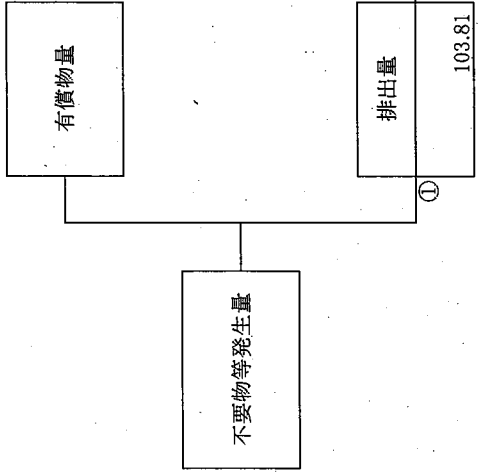 有償物量
不要物等発生量
排出量
①
103.81